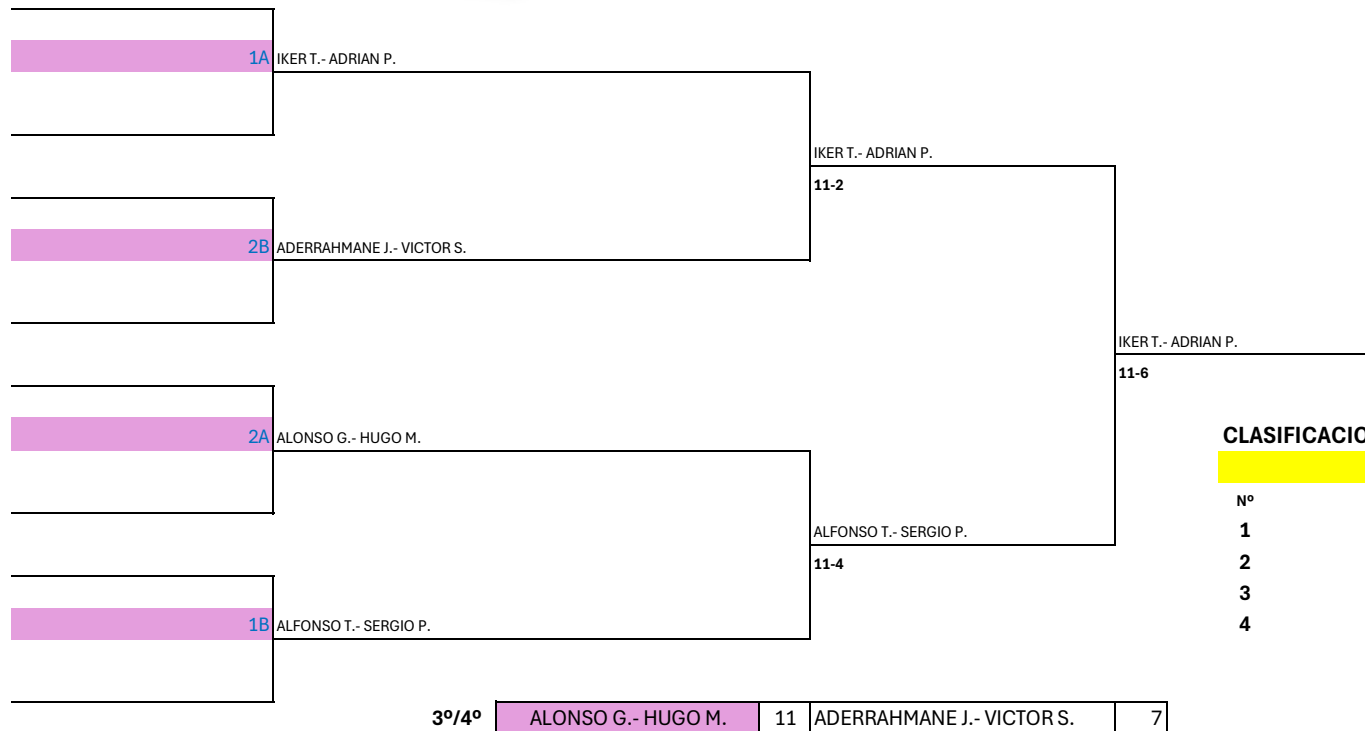 1A IKER T.- ADRIAN P.
IKER T.- ADRIAN P.
11-2
2B ADERRAHMANE J.- VICTOR S.
IKER T.- ADRIAN P.
11-6
2A ALONSO G.- HUGO M.
CLASIFICACIO
Nº
1
ALFONSO T.- SERGIO P.
11-4
2
3
4
1B ALFONSO T.- SERGIO P.
3º/4º ALONSO G.- HUGO M. 11 ADERRAHMANE J.- VICTOR S. 7